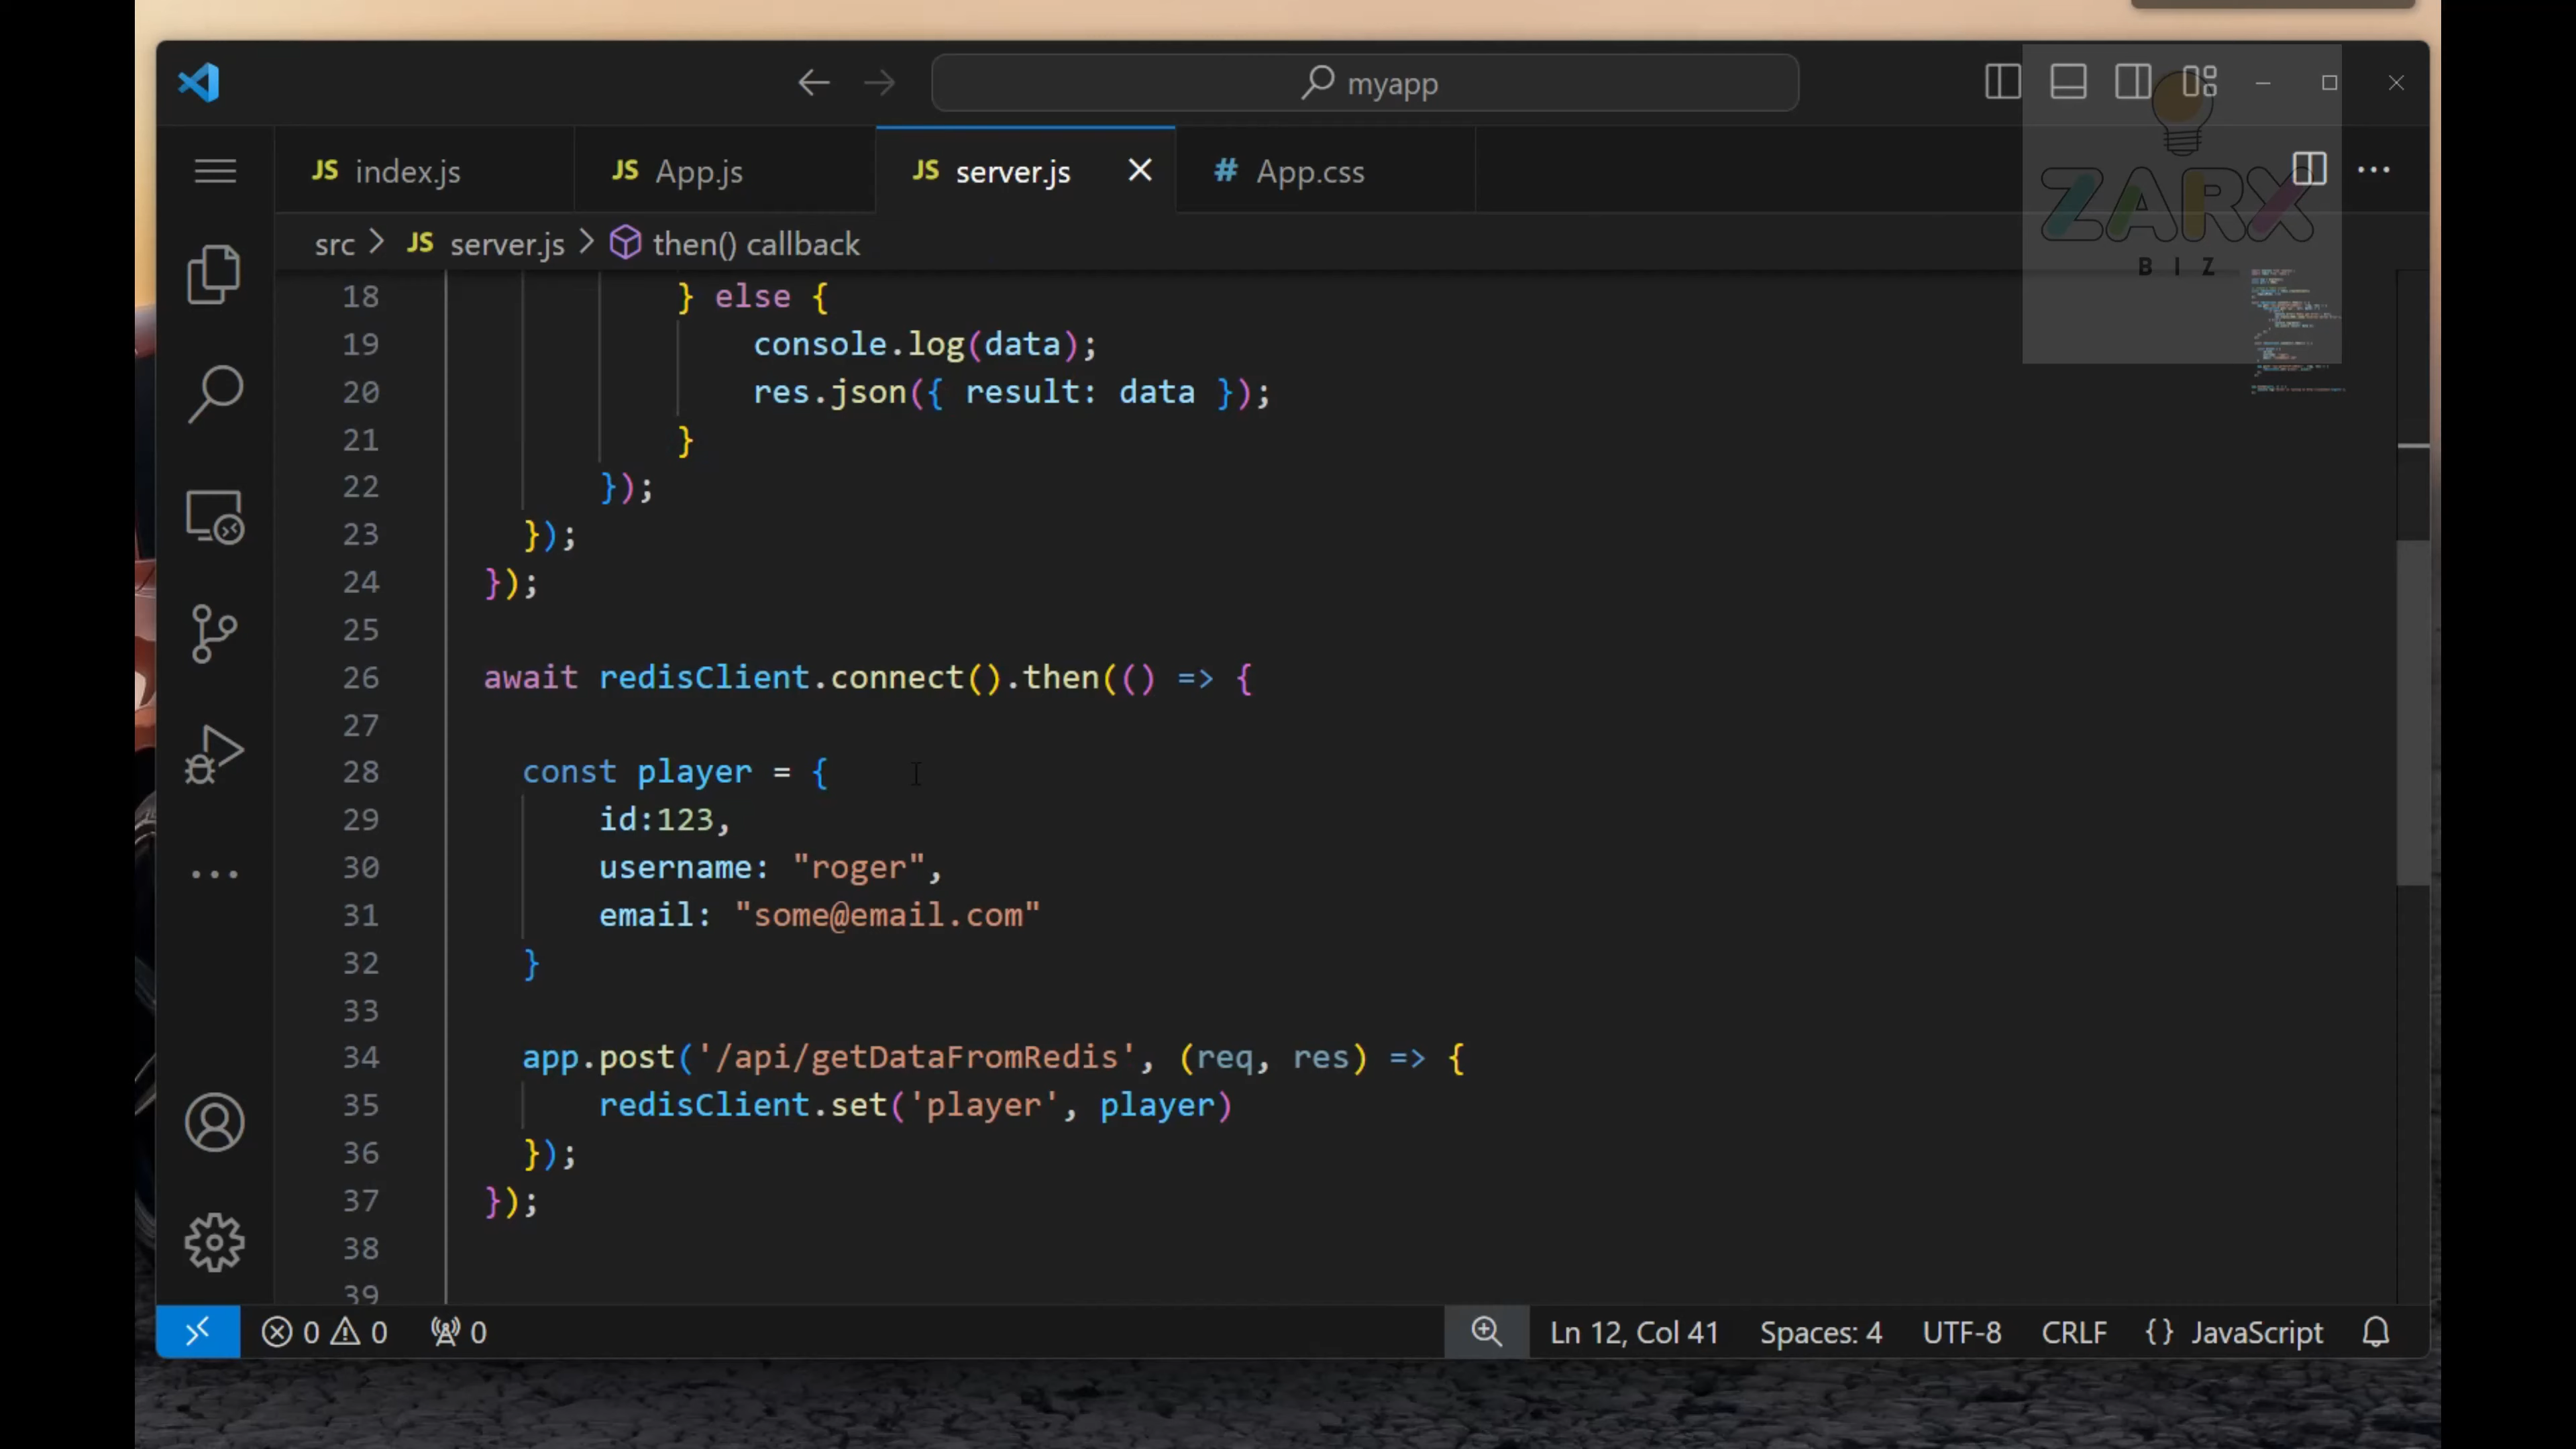 myapp
JS index.js
JS App.js
JS server.js
# App.css
ZARX
BIZ
src > JS server.js > then() callback
18 } else {
19 console.log(data);
20 res.json({ result: data });
21 }
22 });
23 });
24 });
25
26 await redisClient.connect().then(() => {
27
28 const player = {
29 id:123,
30 username: "roger",
31 email: "some@email.com"
32 }
33
34 app.post('/api/getDataFromRedis', (req, res) => {
35 redisClient.set('player', player)
36 });
37 });
38
39
0 0 0 Ln 12, Col 41 Spaces: 4 UTF-8 CRLF {} JavaScript